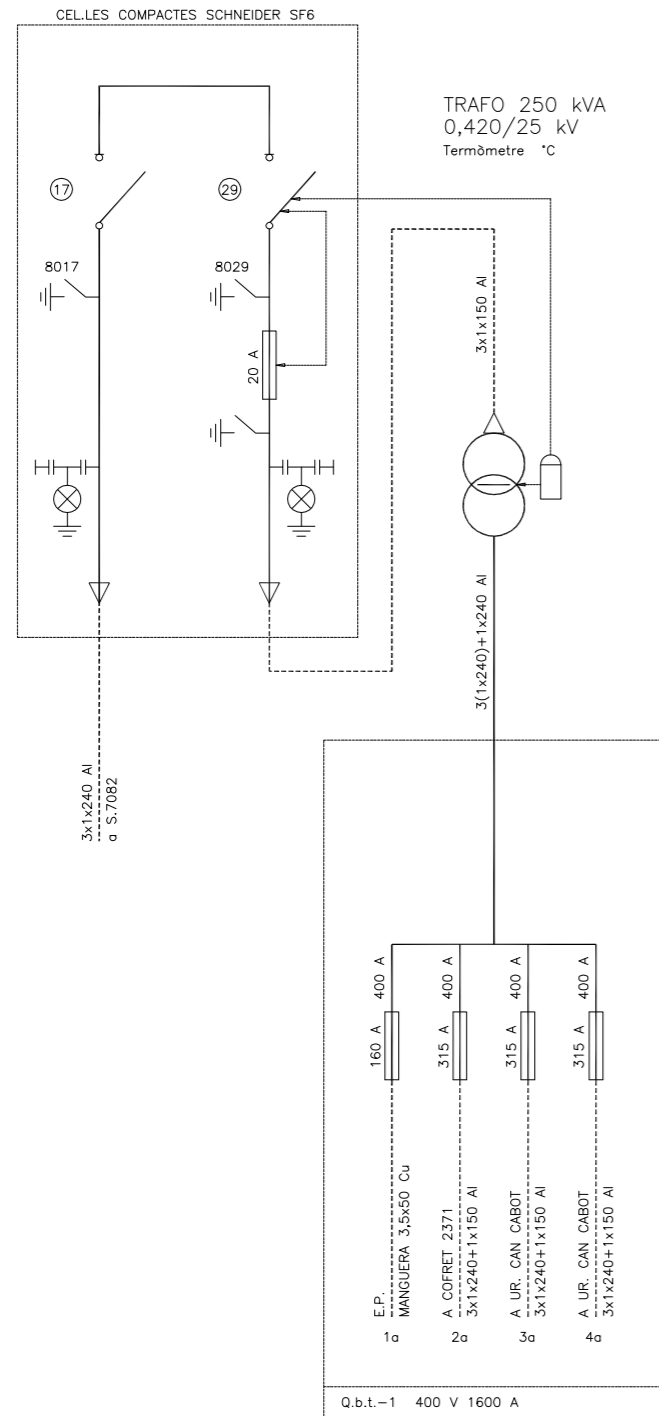 CEL.LES COMPACTES SCHNEIDER SF6
TRAFO 250 kVA
0,420/25 kV
Termòmetre °C
17
29
8017
8029
20 A
3x1x150 Al
3(1x240)+1x240 Al
3x1x240 Al
a S.7082
400 A
400 A
400 A
400 A
160 A
315 A
315 A
315 A
E.P.
MANGUERA 3,5x50 Cu
A COFRET 2371
3x1x240+1x150 Al
A UR. CAN CABOT
3x1x240+1x150 Al
A UR. CAN CABOT
3x1x240+1x150 Al
1a
2a
3a
4a
Q.b.t.-1 400 V 1600 A